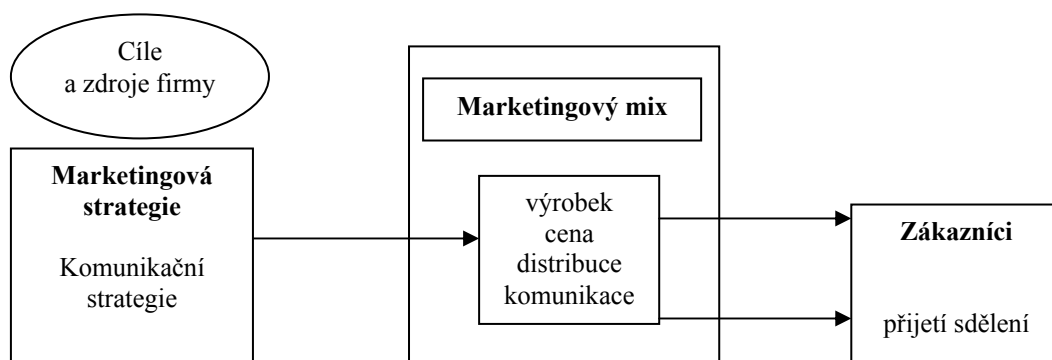 Cíle
a zdroje firmy
Marketingová
strategie
Komunikační
strategie
Marketingový mix
výrobek
cena
distribuce
komunikace
Zákazníci
přijetí sdělení